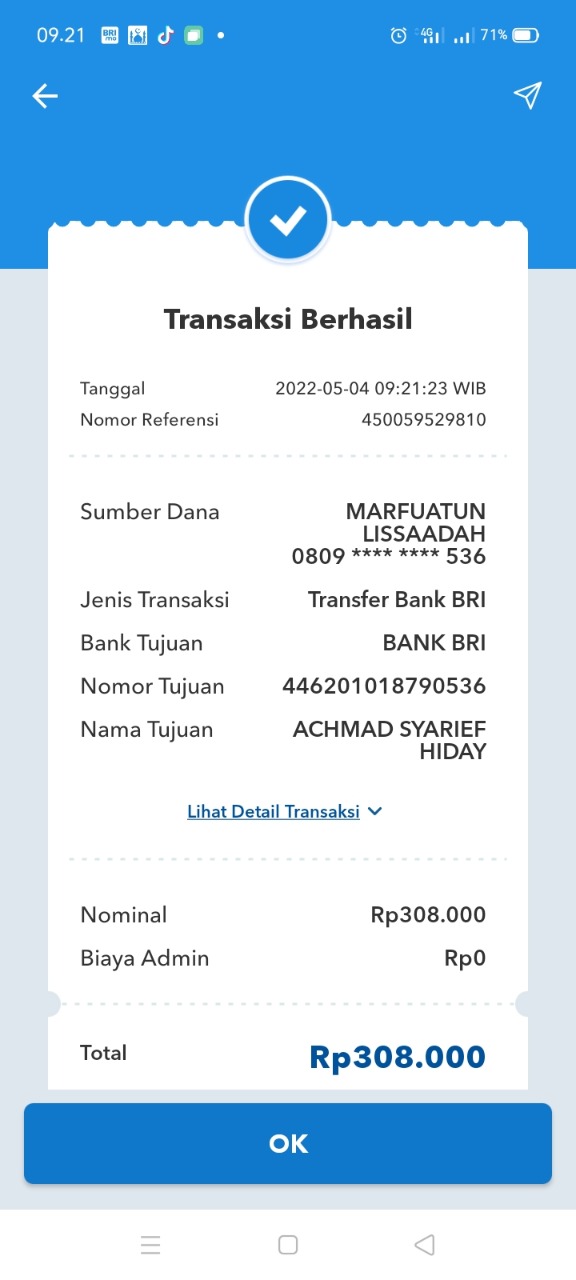 09.21 BRI mo 4G 71%
Transaksi Berhasil
Tanggal 2022-05-04 09:21:23 WIB
Nomor Referensi 450059529810
Sumber Dana MARFUATUN
LISSAADAH
0809 **** **** 536
Jenis Transaksi Transfer Bank BRI
Bank Tujuan BANK BRI
Nomor Tujuan 446201018790536
Nama Tujuan ACHMAD SYARIEF
HIDAY
Lihat Detail Transaksi
Nominal Rp308.000
Biaya Admin Rp0
Total Rp308.000
OK